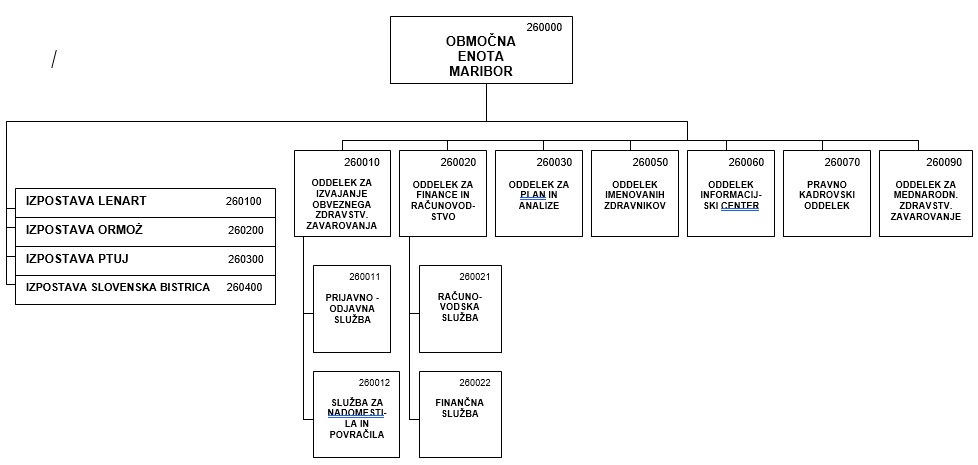 260000
OBMOČNA
ENOTA
MARIBOR
/
IZPOSTAVA LENART 260100
IZPOSTAVA ORMOŽ 260200
IZPOSTAVA PTUJ 260300
IZPOSTAVA SLOVENSKA BISTRICA 260400
260010
ODDELEK ZA
IZVAJANJE
OBVEZNEGA
ZDRAVSTV.
ZAVAROVANJA
260020
ODDELEK ZA
FINANCE IN
RAČUNOVOD-
STVO
260030
ODDELEK ZA
PLAN IN
ANALIZE
260050
ODDELEK
IMENOVANIH
ZDRAVNIKOV
260060
ODDELEK
INFORMACIJ-
SKI CENTER
260070
PRAVNO
KADROVSKI
ODDELEK
260090
ODDELEK ZA
MEDNARODN.
ZDRAVSTV.
ZAVAROVANJE
260011
PRIJAVNO -
ODJAVNA
SLUŽBA
260021
RAČUNO-
VODSKA
SLUŽBA
260012
SLUŽBA ZA
NADOMESTI-
LA IN
POVRAČILA
260022
FINANČNA
SLUŽBA